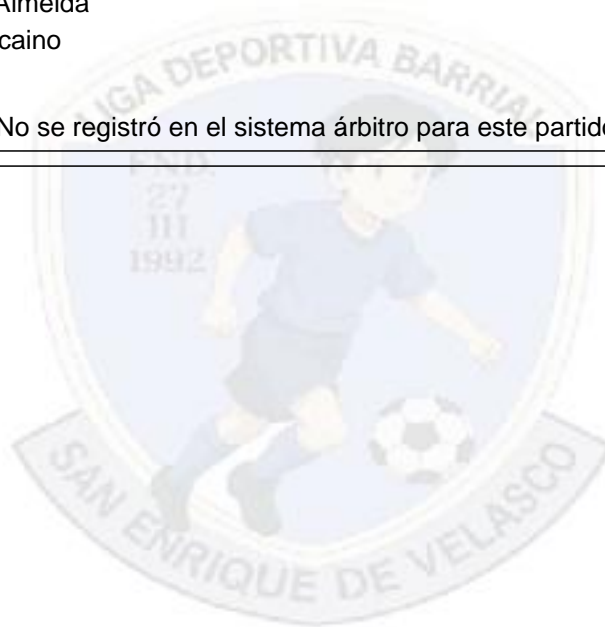 Almeida
caino
No se registró en el sistema árbitro para este partido
LIGA DEPORTIVA BARRIAL
FND.
27
III
1992
SAN ENRIQUE DE VELASCO